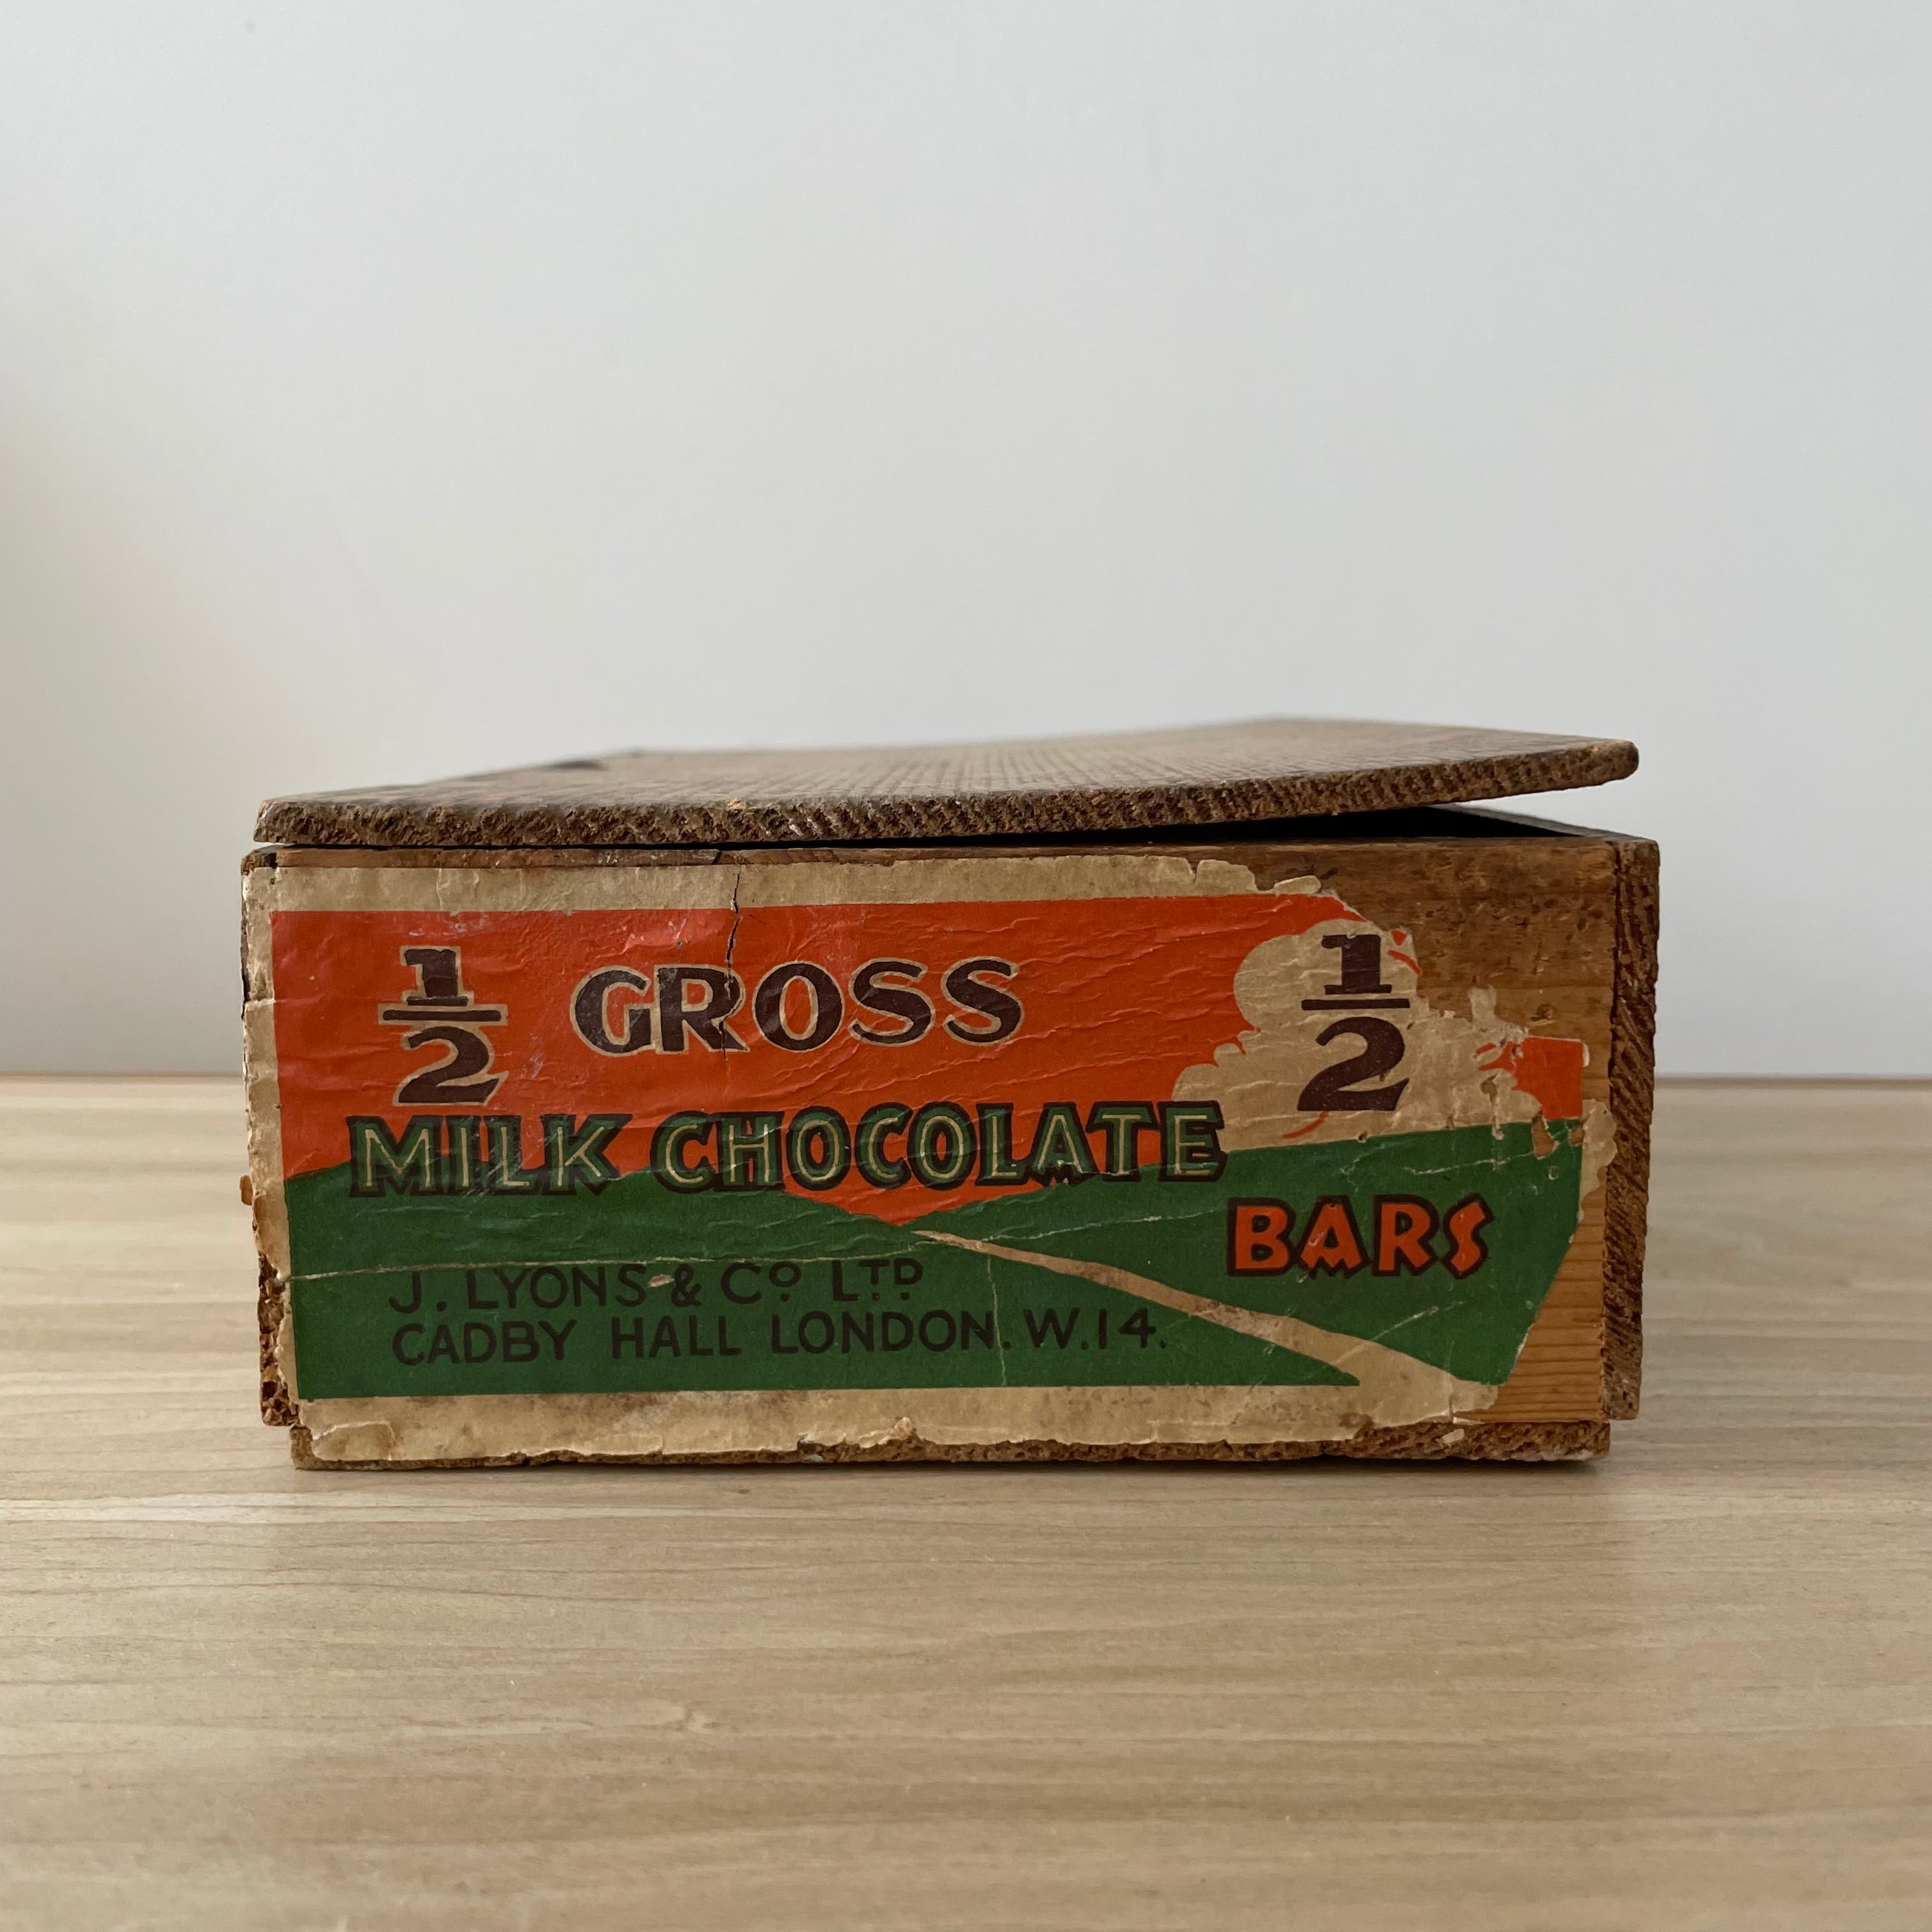 ½ GROSS ½
MILK CHOCOLATE
BARS
J. LYONS & Cº LTD
CADBY HALL LONDON. W.14.